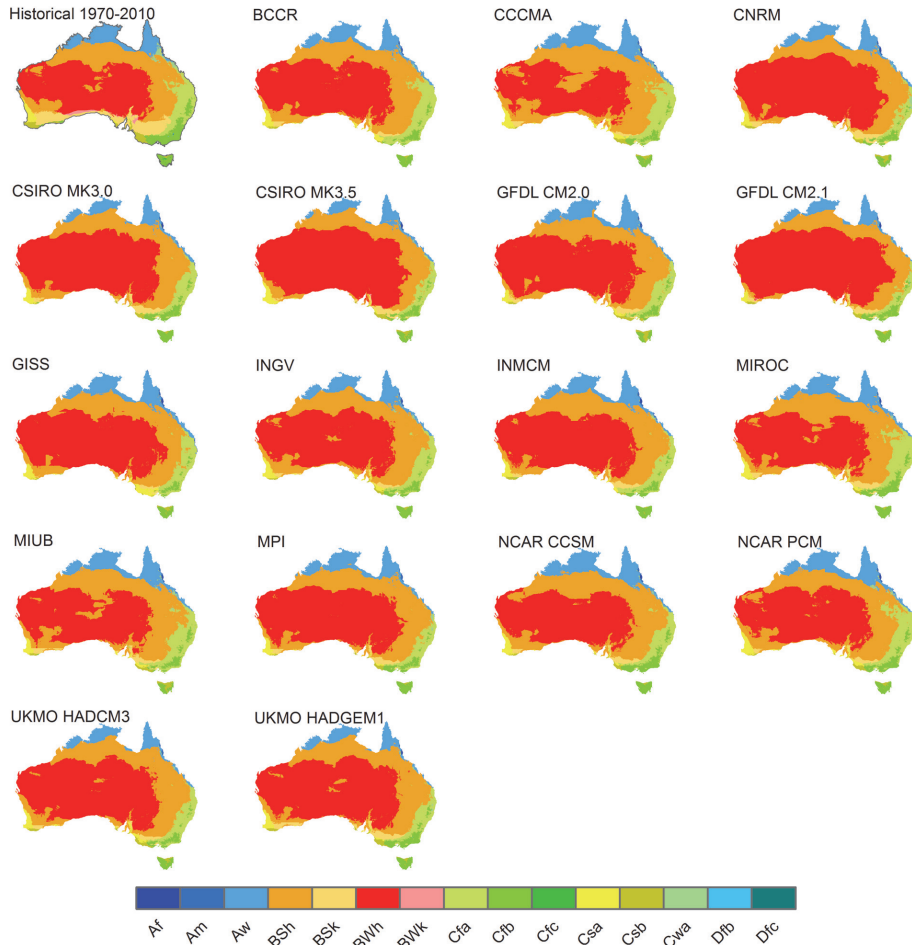 Historical 1970-2010 BCCR CCCMA CNRM
CSIRO MK3.0 CSIRO MK3.5 GFDL CM2.0 GFDL CM2.1
GISS INGV INMCM MIROC
MIUB MPI NCAR CCSM NCAR PCM
UKMO HADCM3 UKMO HADGEM1
Af Am Aw BSh BSk BWh BWk Cfa Cfb Cfc Csa Csb Cwa Dfb Dfc